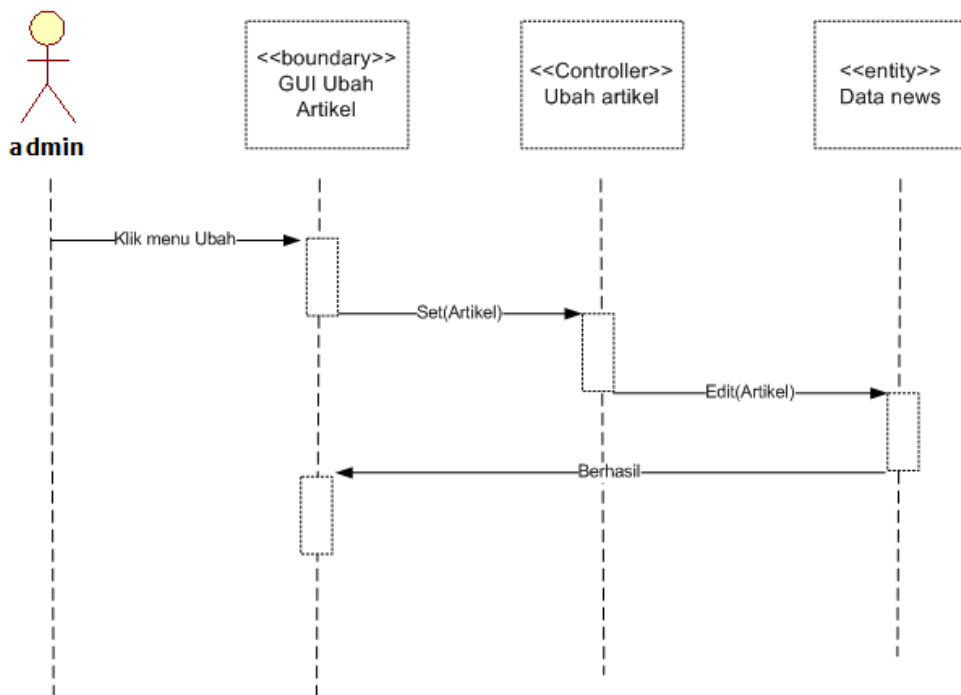 <<boundary>>
GUI Ubah
Artikel
<<Controller>>
Ubah artikel
<<entity>>
Data news
admin
Klik menu Ubah
Set(Artikel)
Edit(Artikel)
Berhasil